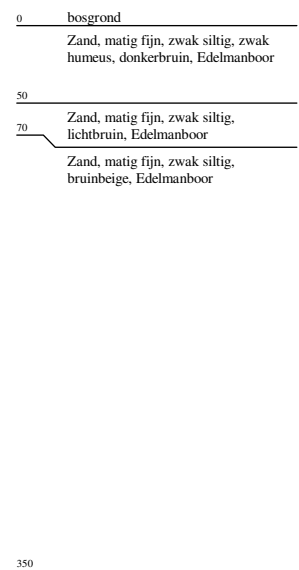 0 bosgrond
Zand, matig fijn, zwak siltig, zwak
humeus, donkerbruin, Edelmanboor
50
Zand, matig fijn, zwak siltig,
lichtbruin, Edelmanboor
70
Zand, matig fijn, zwak siltig,
bruinbeige, Edelmanboor
350